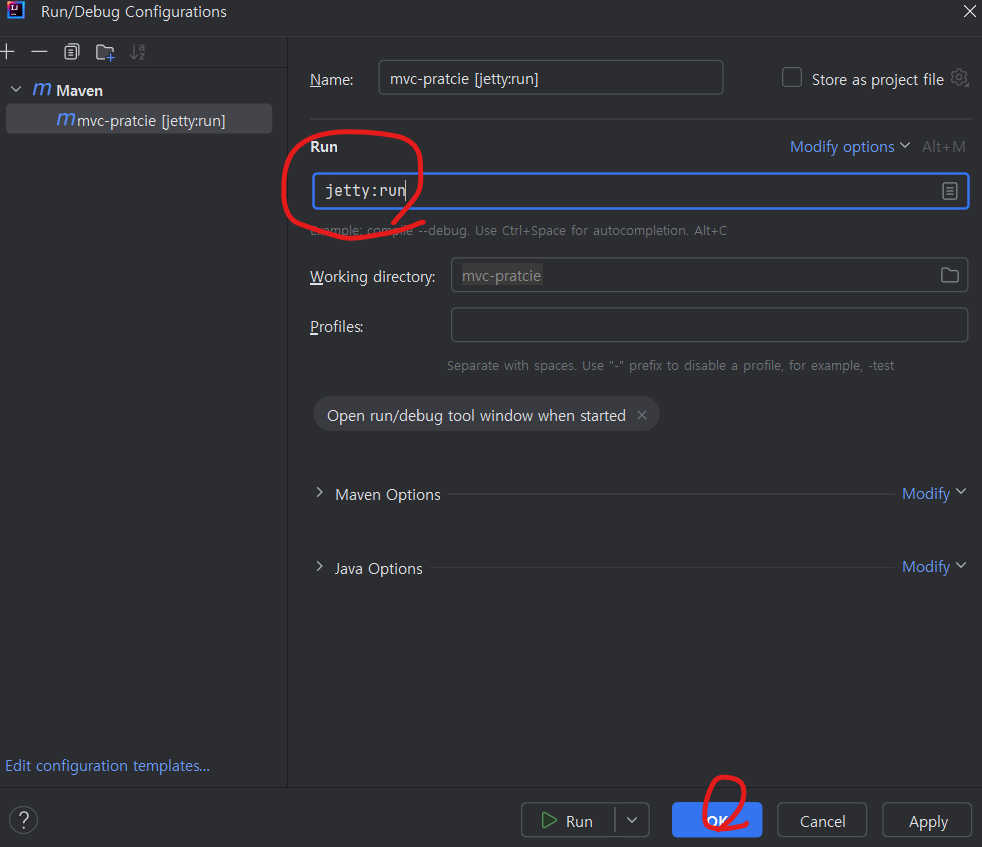 Run/Debug Configurations
Maven
mvc-pratcie [jetty:run]
Edit configuration templates...
Name: mvc-pratcie [jetty:run] Store as project file
Run Modify options Alt+M
jetty:run
Example: compile --debug. Use Ctrl+Space for autocompletion. Alt+C
Working directory: mvc-pratcie
Profiles:
Separate with spaces. Use "-" prefix to disable a profile, for example, -test
Open run/debug tool window when started
Maven Options Modify
Java Options Modify
? Run OK Cancel Apply